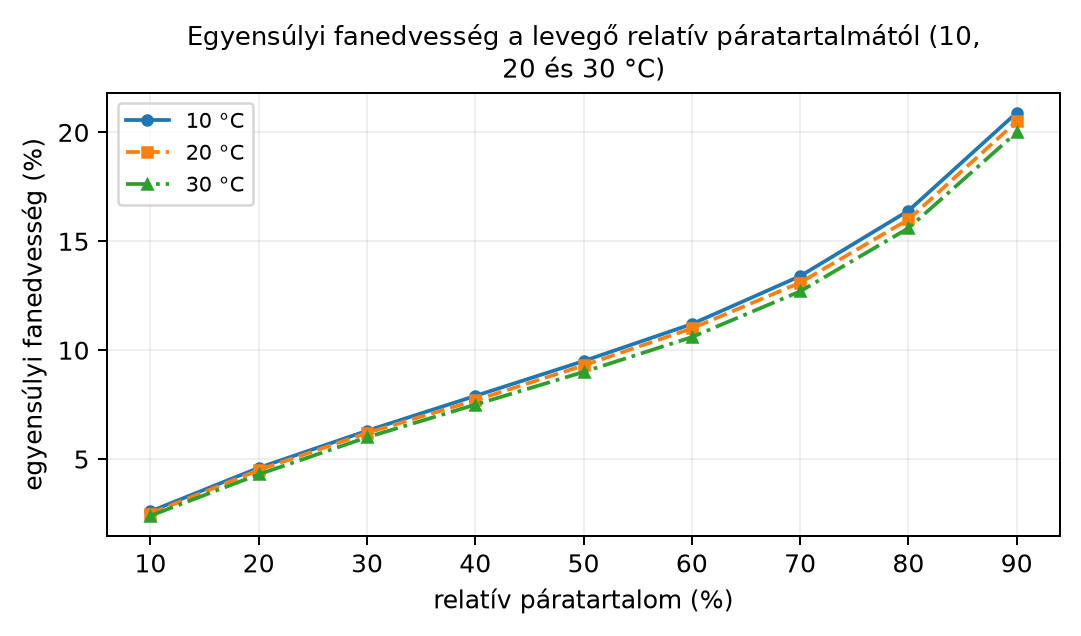 Egyensúlyi fanedvesség a levegő relatív páratartalmától (10,
20 és 30 °C)
10 °C
20 °C
30 °C
egyensúlyi fanedvesség (%)
20
15
10
5
10 20 30 40 50 60 70 80 90
relatív páratartalom (%)